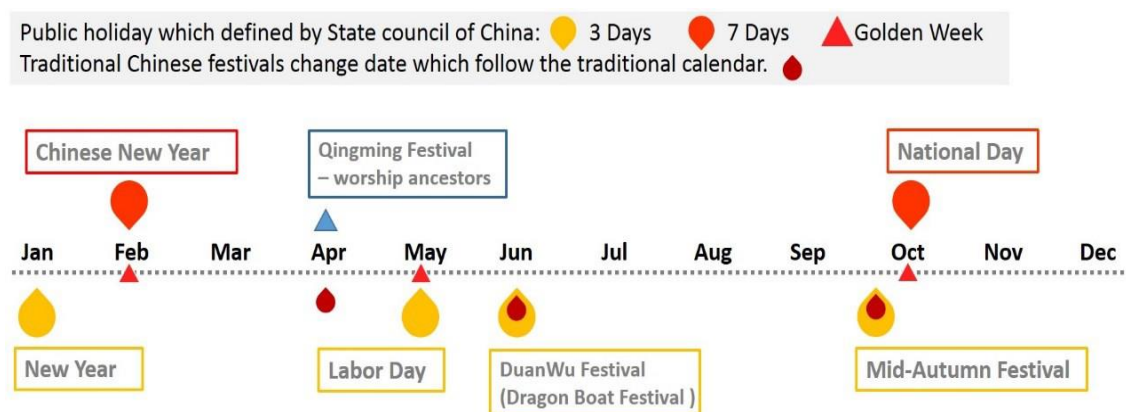 Public holiday which defined by State council of China: 3 Days 7 Days Golden Week
Traditional Chinese festivals change date which follow the traditional calendar.
Chinese New Year
Qingming Festival
– worship ancestors
National Day
Jan Feb Mar Apr May Jun Jul Aug Sep Oct Nov Dec
New Year
Labor Day
DuanWu Festival
(Dragon Boat Festival )
Mid-Autumn Festival